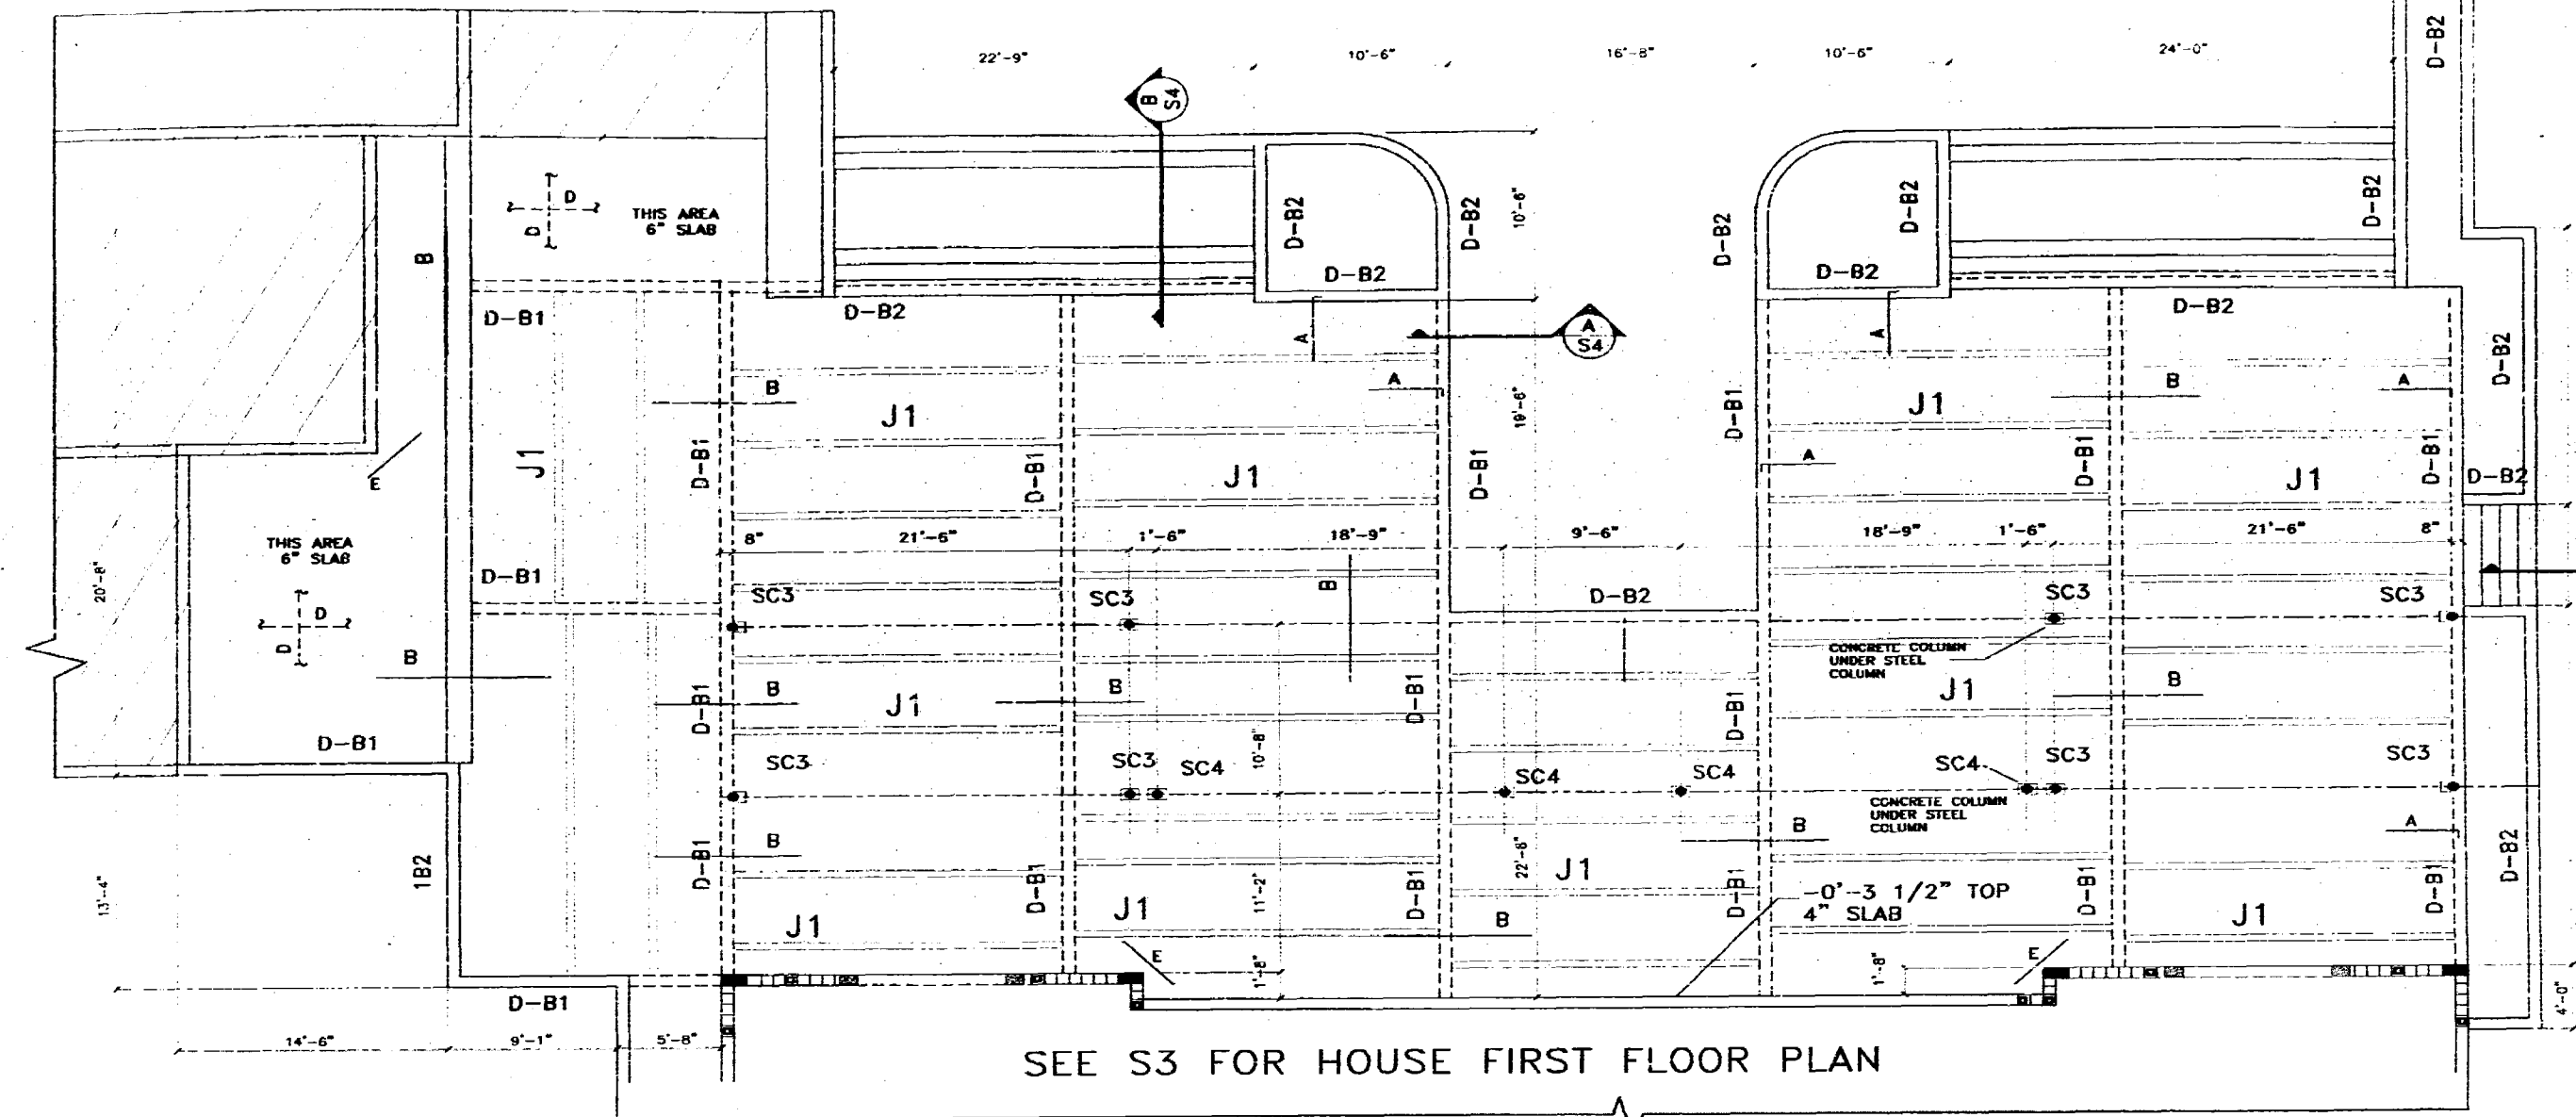 D-B2
22'-9"
10'-6"
16'-8"
10'-6"
24'-0"
B
S4
D
D
THIS AREA
6" SLAB
B
D-B2
D-B2
10'-6"
D-B2
D-B2
D-B2
D-B2
D-B2
D-B1
D-B2
D-B2
A
A
S4
A
D-B2
B
A
B
A
J1
J1
D-B1
19'-6"
D-B2
J1
D-B1
D-B1
J1
D-B1
A
D-B1
J1
D-B1
D-B2
E
THIS AREA
6" SLAB
8"
21'-6"
1'-6"
18'-9"
9'-6"
18'-9"
1'-6"
21'-6"
8"
20'-8"
D-B1
SC3
SC3
B
D-B2
SC3
SC3
D
D
B
CONCRETE COLUMN
UNDER STEEL
COLUMN
D-B1
B
J1
B
D-B1
D-B1
J1
B
D-B1
SC3
SC3
SC4
10'-8"
SC4
SC4
SC4
SC3
SC3
CONCRETE COLUMN
UNDER STEEL
COLUMN
1B2
13'-4"
D-B1
B
D-B1
11'-2"
D-B1
22'-8"
J1
B
D-B1
D-B1
A
D-B1
D-B2
J1
J1
B
-0'-3 1/2" TOP
4" SLAB
J1
E
1'-8"
1'-8"
E
D-B1
14'-6"
9'-1"
5'-8"
4'-0"
SEE S3 FOR HOUSE FIRST FLOOR PLAN